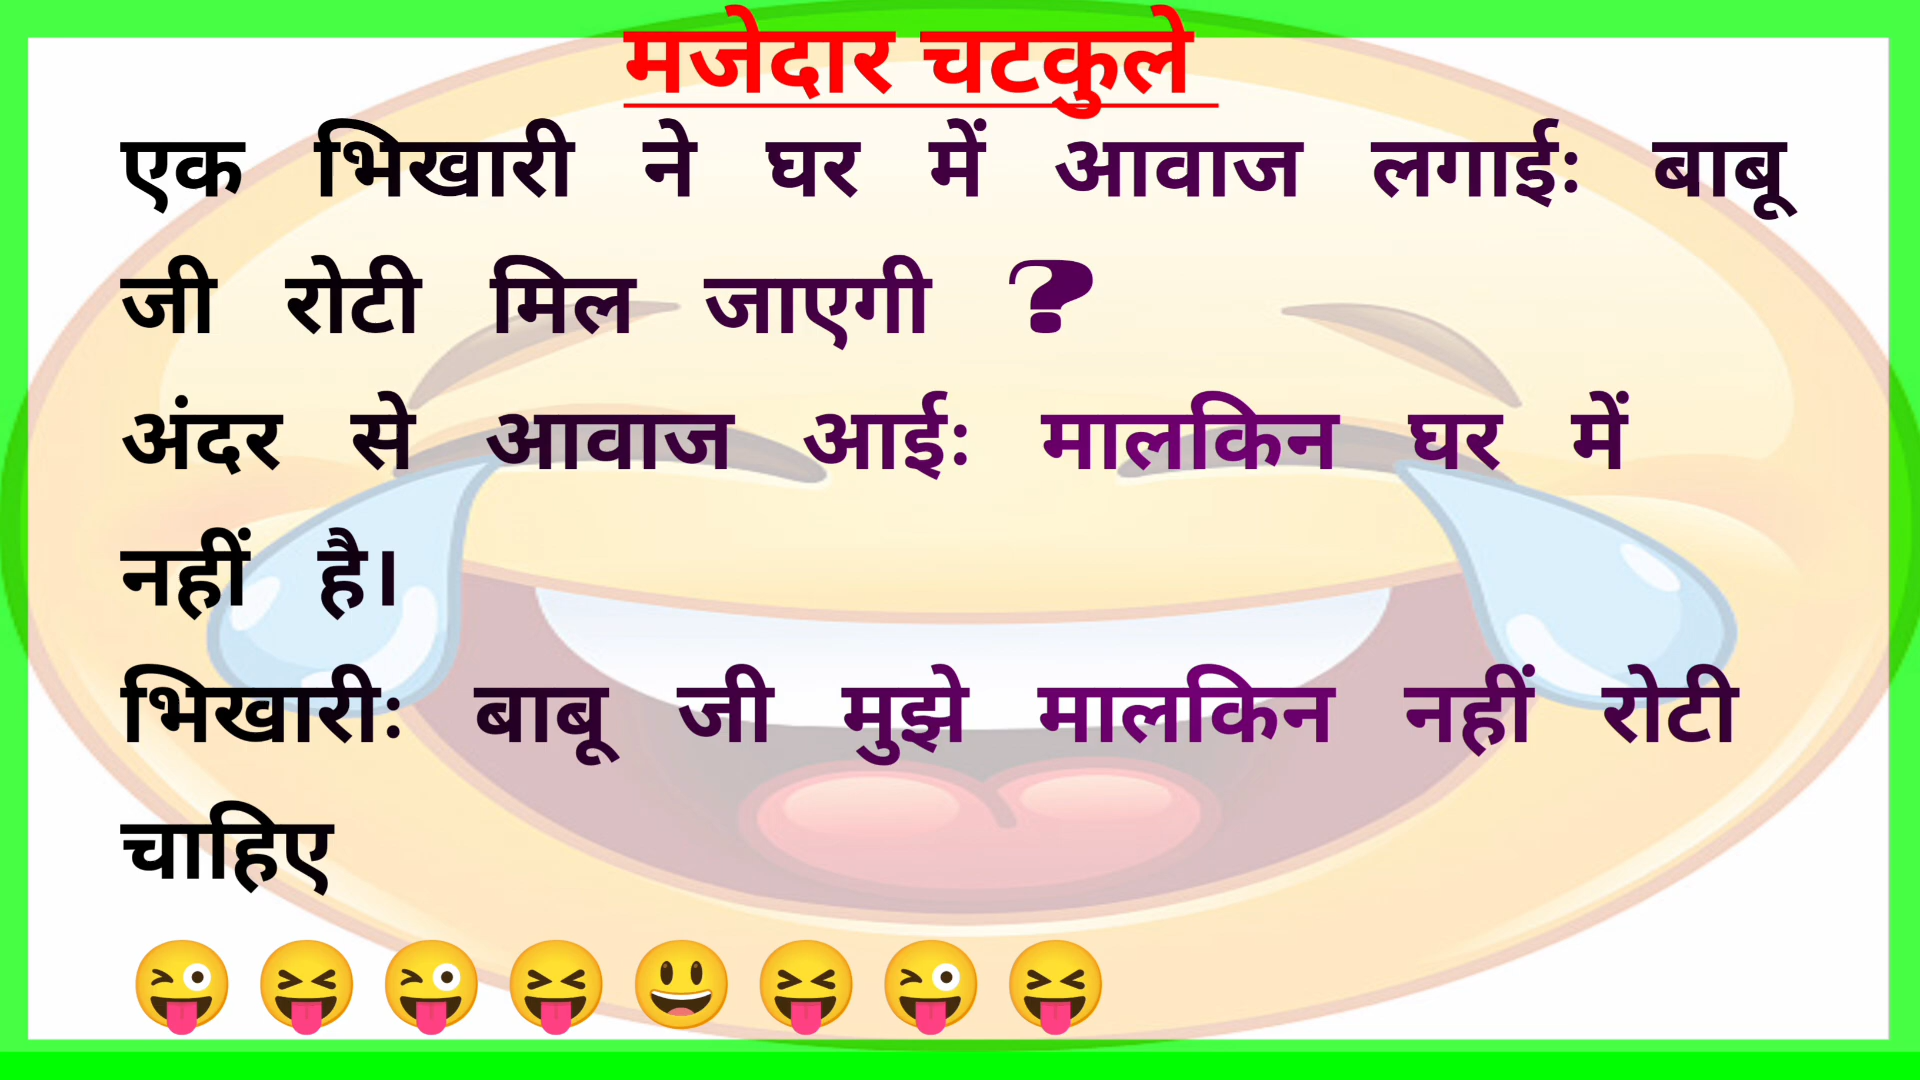 मजेदार चटकुले
एक भिखारी ने घर में आवाज लगाईः बाबू
जी रोटी मिल जाएगी ?
अंदर से आवाज आईः मालकिन घर में
नहीं है।
भिखारीः बाबू जी मुझे मालकिन नहीं रोटी
चाहिए
😜😝😜😝😃😝😜😝